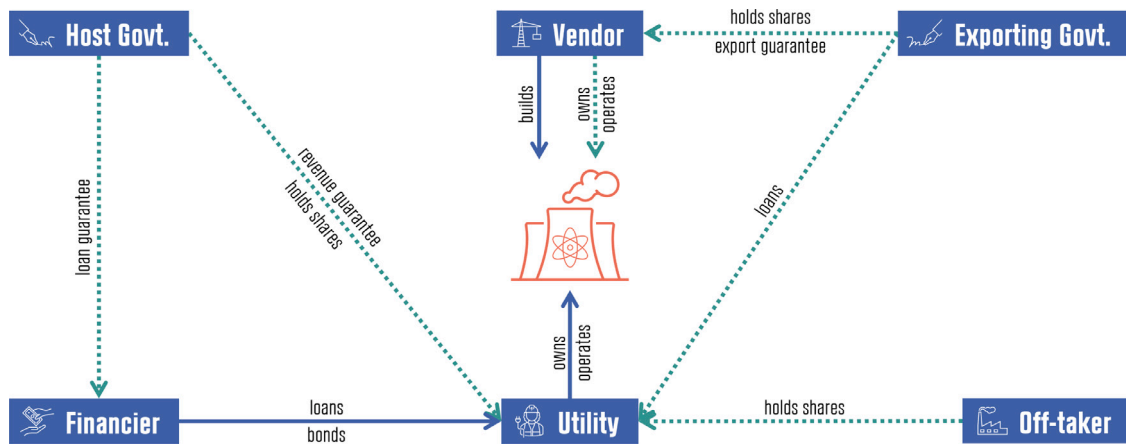 Host Govt.
Vendor
holds shares
export guarantee
Exporting Govt.
builds
owns
operates
loan guarantee
revenue guarantee
holds shares
loans
owns
operates
Financier
loans
bonds
Utility
holds shares
Off-taker